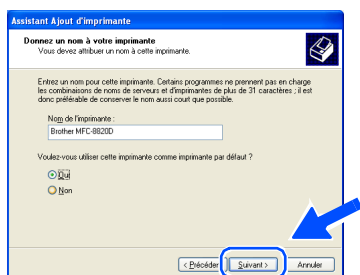 Assistant Ajout d'imprimante
Donnez un nom à votre imprimante
Vous devez attribuer un nom à cette imprimante.
Entrez un nom pour cette imprimante. Certains programmes ne prennent pas en charge
les combinaisons de noms de serveurs et d'imprimantes de plus de 31 caractères ; il est
donc préférable de conserver le nom aussi court que possible.
Nom de l'imprimante :
Brother MFC-8820D
Voulez-vous utiliser cette imprimante comme imprimante par défaut ?
Oui
Non
< Précédent
Suivant >
Annuler